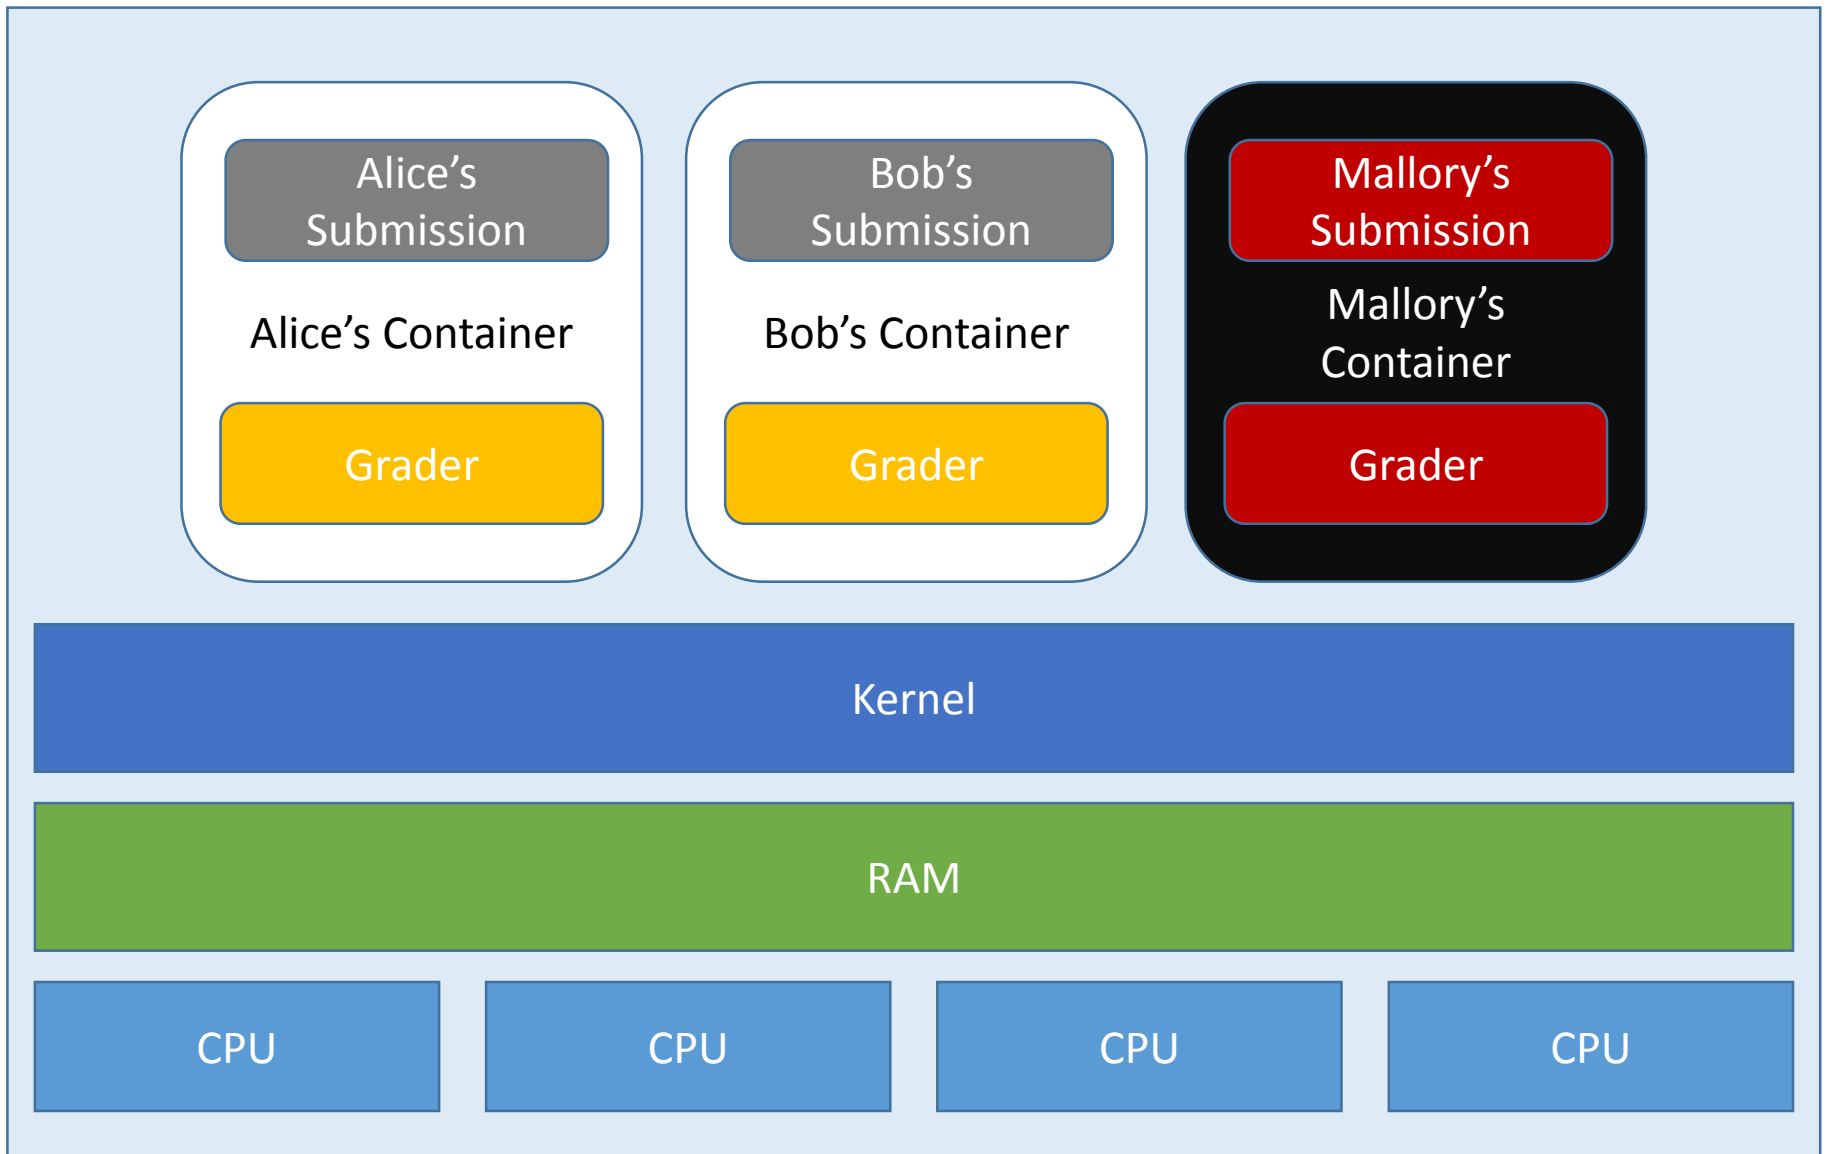 Alice’s
Submission
Alice’s Container
Grader
Bob’s
Submission
Bob’s Container
Grader
Mallory’s
Submission
Mallory’s
Container
Grader
Kernel
RAM
CPU
CPU
CPU
CPU